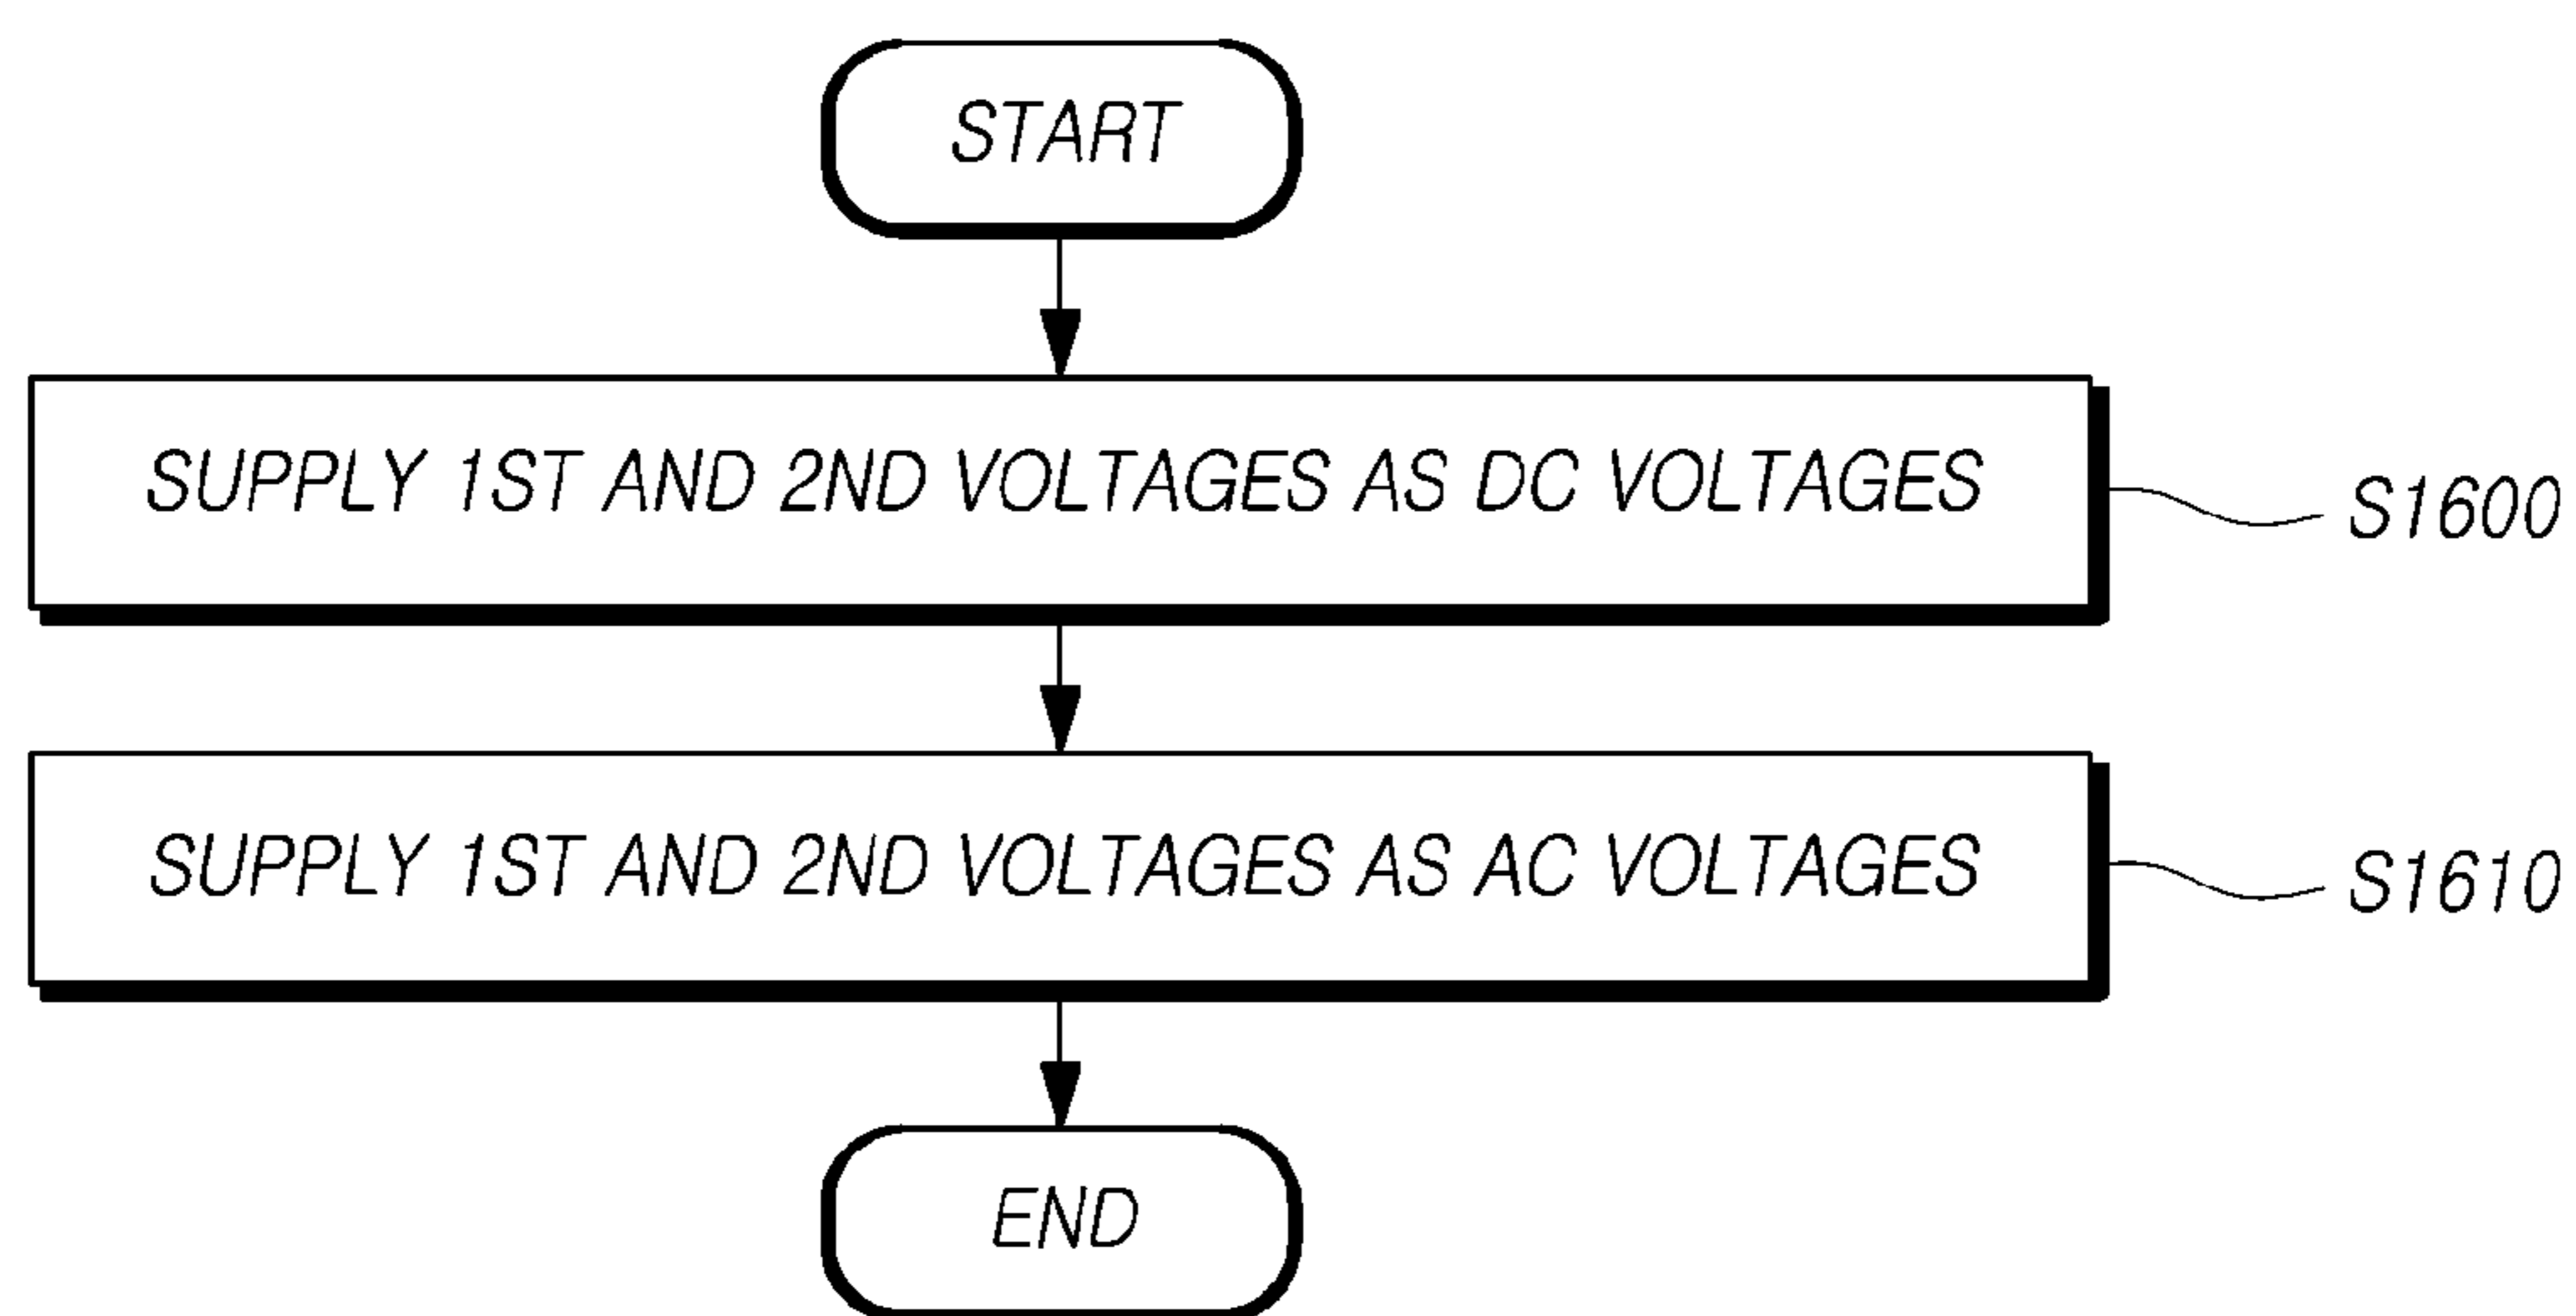 START
SUPPLY 1ST AND 2ND VOLTAGES AS DC VOLTAGES
S1600
SUPPLY 1ST AND 2ND VOLTAGES AS AC VOLTAGES
S1610
END